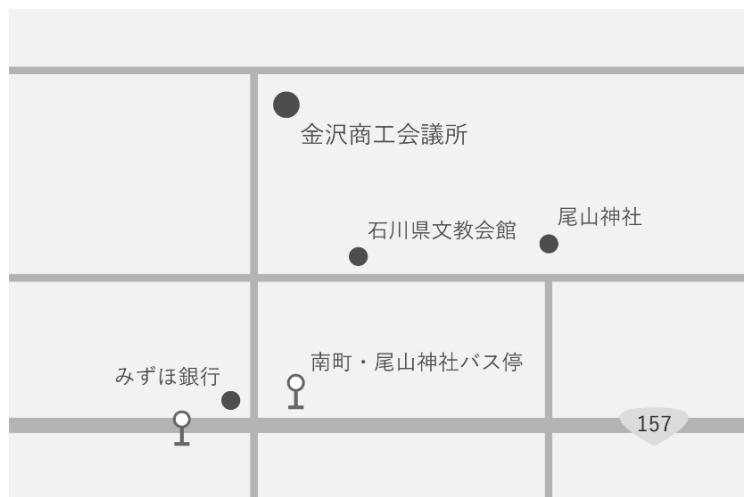 金沢商工会議所
尾山神社
石川県文教会館
南町・尾山神社バス停
みずほ銀行
157